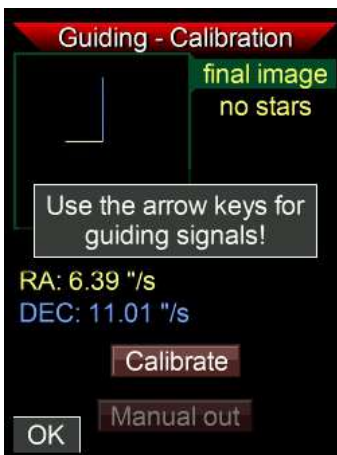 Guiding - Calibration
final image
no stars
Use the arrow keys for
guiding signals!
RA: 6.39 "/s
DEC: 11.01 "/s
Calibrate
Manual out
OK